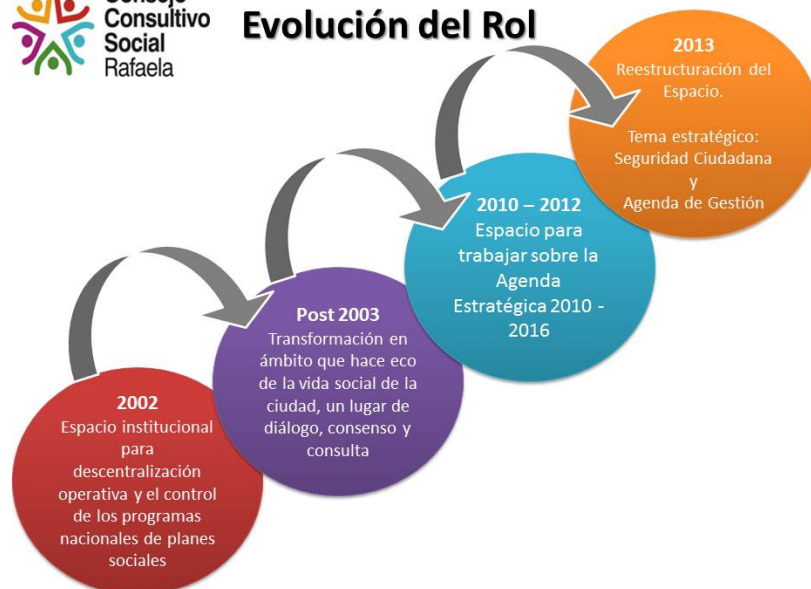 Consejo
Consultivo
Social
Rafaela
Evolución del Rol
2013
Reestructuración del
Espacio.
Tema estratégico:
Seguridad Ciudadana
y
Agenda de Gestión
2010 – 2012
Espacio para
trabajar sobre la
Agenda
Estratégica 2010 -
2016
Post 2003
Transformación en
ámbito que hace eco
de la vida social de la
ciudad, un lugar de
diálogo, consenso y
consulta
2002
Espacio institucional
para
descentralización
operativa y el control
de los programas
nacionales de planes
sociales